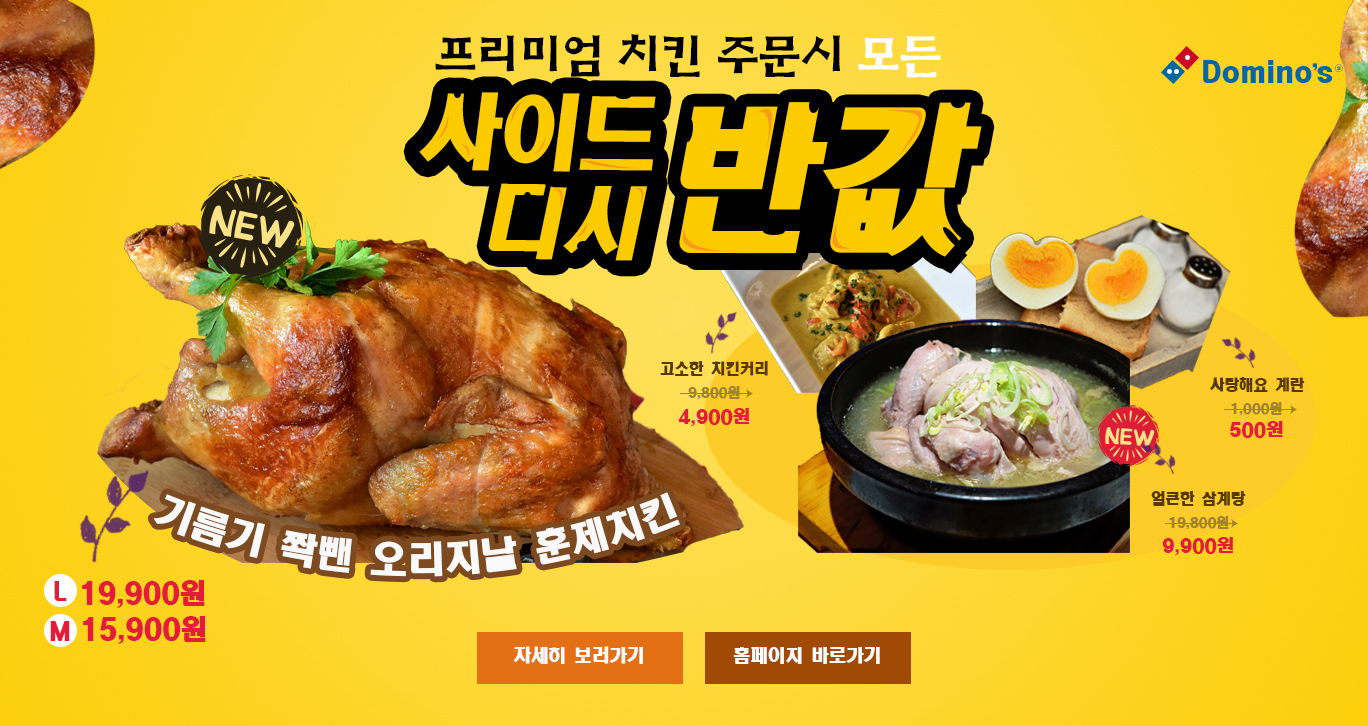 프리미엄 치킨 주문시 모든
사이드
디시
반값
Domino's®
NEW
고소한 치킨커리
9,800원
4,900원
사랑해요 계란
1,000원
500원
NEW
얼큰한 삼계탕
19,800원
9,900원
기름기 쫙뺀 오리지날 훈제치킨
L 19,900원
M 15,900원
자세히 보러가기
홈페이지 바로가기